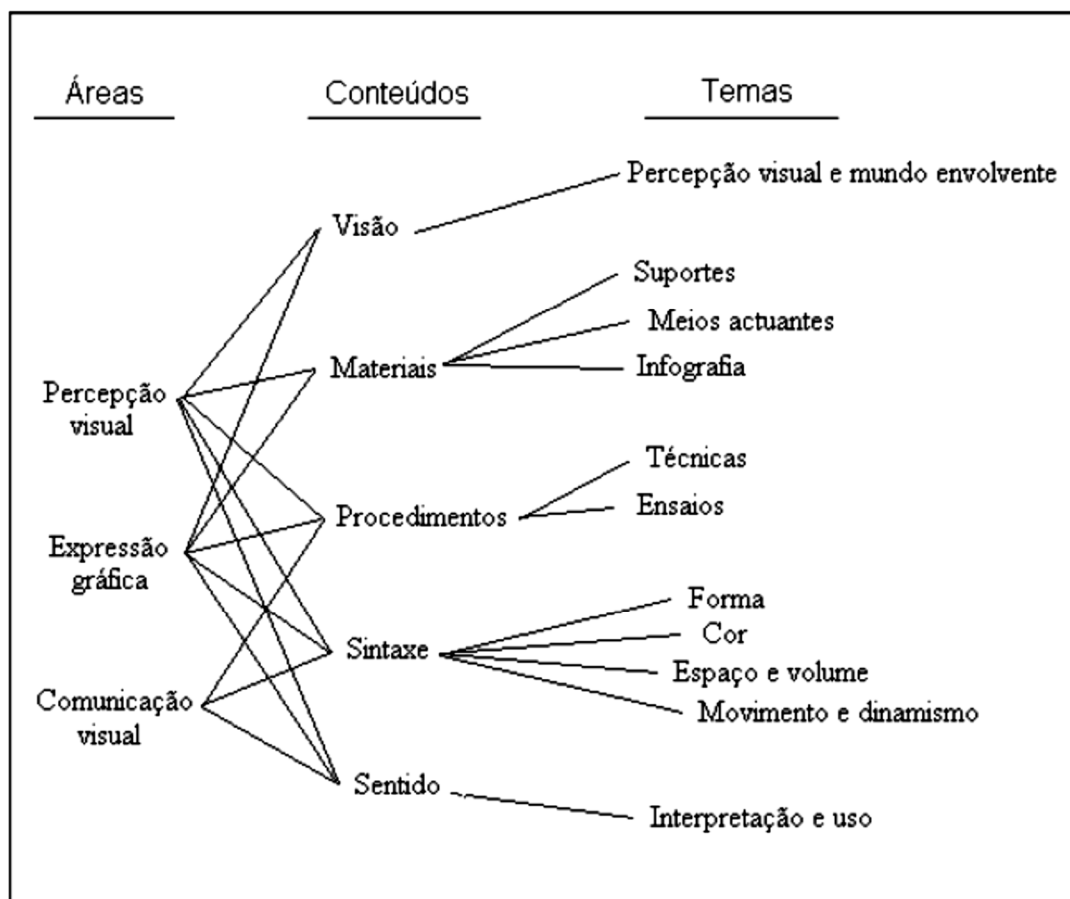 Áreas
Conteúdos
Temas
Percepção visual e mundo envolvente
Visão
Suportes
Meios actuantes
Materiais
Infografia
Percepção
visual
Técnicas
Ensaios
Procedimentos
Expressão
gráfica
Forma
Cor
Sintaxe
Espaço e volume
Movimento e dinamismo
Comunicação
visual
Sentido
Interpretação e uso